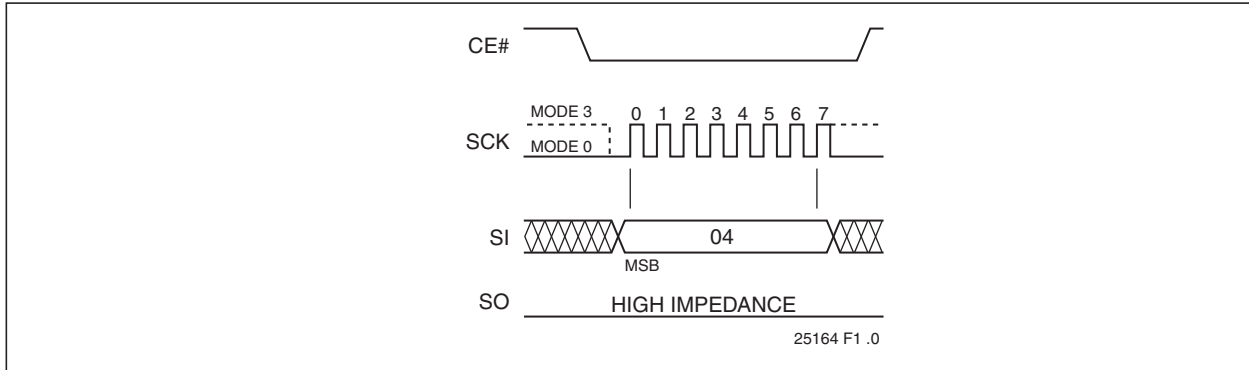 CE#
MODE 3
0 1 2 3 4 5 6 7
SCK
MODE 0
SI
04
MSB
SO
HIGH IMPEDANCE
25164 F1 .0